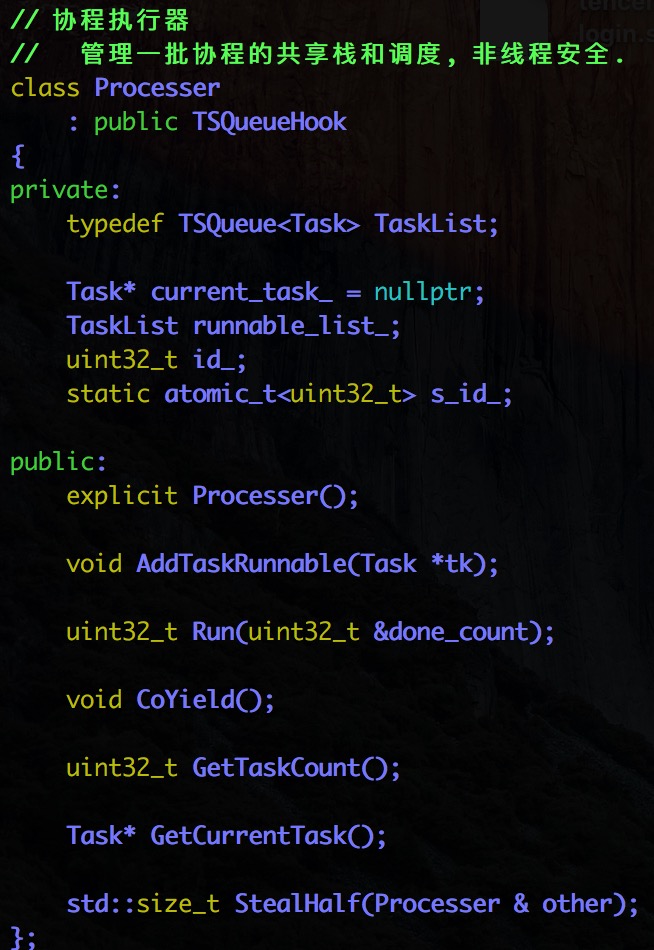 // 协程执行器
//   管理一批协程的共享栈和调度, 非线程安全.
class Processer
    : public TSQueueHook
{
private:
    typedef TSQueue<Task> TaskList;

    Task* current_task_ = nullptr;
    TaskList runnable_list_;
    uint32_t id_;
    static atomic_t<uint32_t> s_id_;

public:
    explicit Processer();

    void AddTaskRunnable(Task *tk);

    uint32_t Run(uint32_t &done_count);

    void CoYield();

    uint32_t GetTaskCount();

    Task* GetCurrentTask();

    std::size_t StealHalf(Processer & other);
};